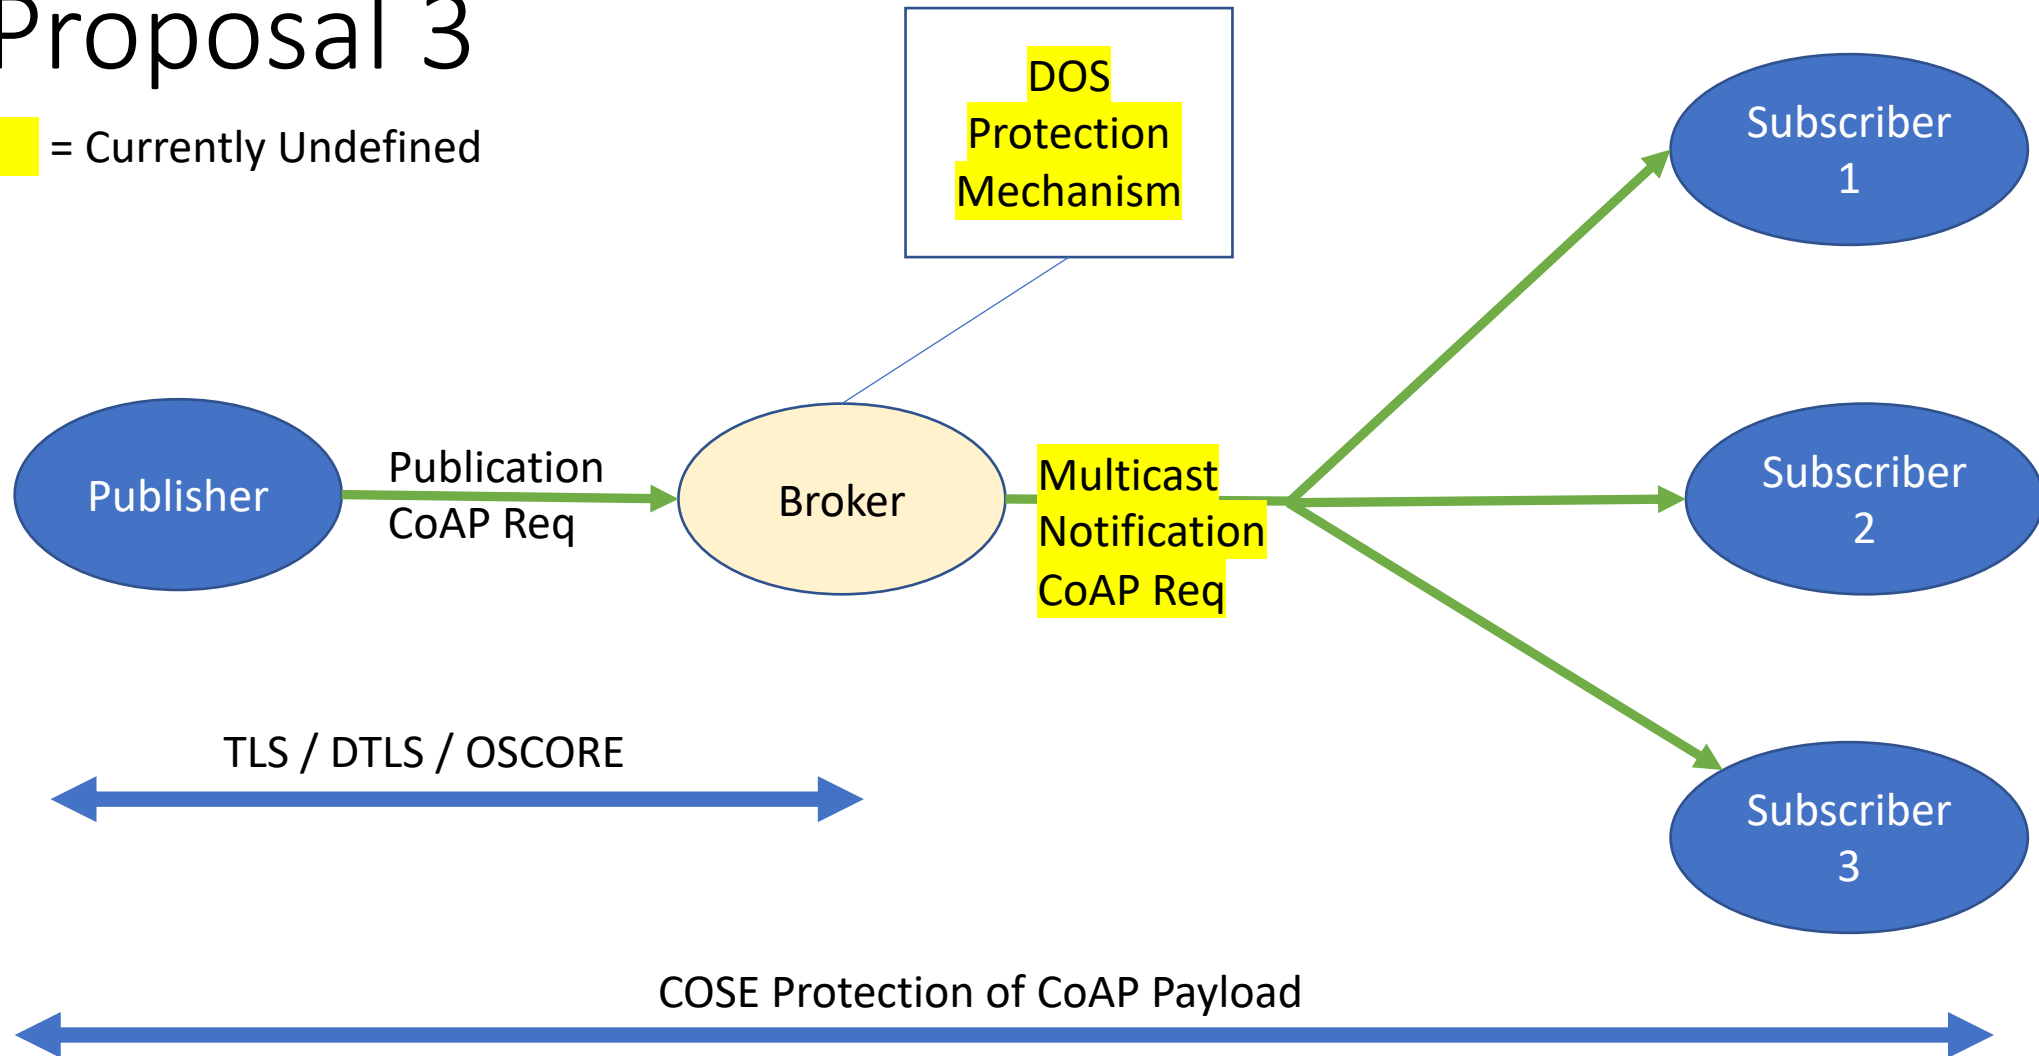 Proposal 3
= Currently Undefined
DOS
Protection
Mechanism
Subscriber
1
Publisher
Publication
CoAP Req
Broker
Multicast
Notification
CoAP Req
Subscriber
2
TLS / DTLS / OSCORE
Subscriber
3
COSE Protection of CoAP Payload